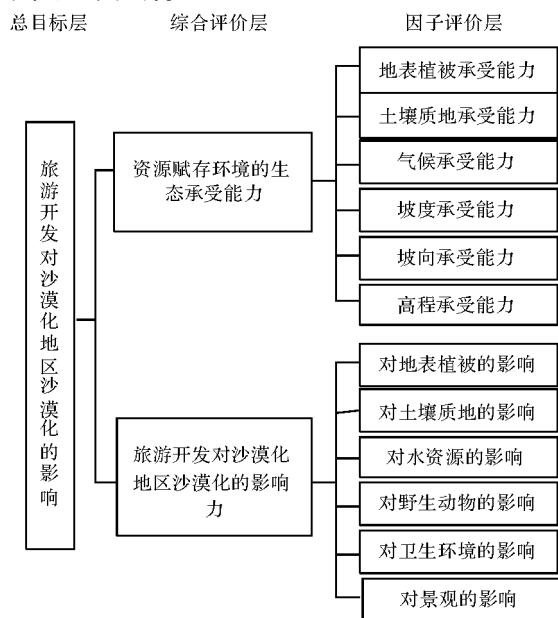 总目标层 综合评价层 因子评价层
旅游开发对沙漠化地区沙漠化的影响
资源赋存环境的生
态承受能力
地表植被承受能力
土壤质地承受能力
气候承受能力
坡度承受能力
坡向承受能力
高程承受能力
旅游开发对沙漠化
地区沙漠化的影响
力
对地表植被的影响
对土壤质地的影响
对水资源的影响
对野生动物的影响
对卫生环境的影响
对景观的影响